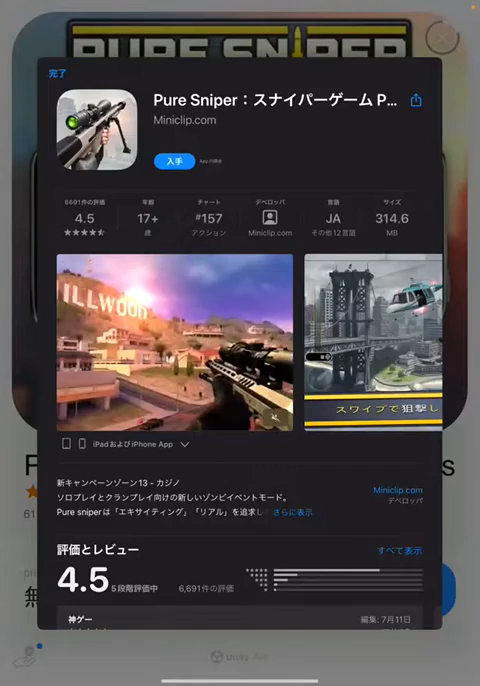 PURE SNIPER
完了
Pure Sniper：スナイパーゲーム P...
Miniclip.com
入手
App内課金
6691件の評価
4.5
年齢
17+
歳
チャート
#157
アクション
デベロッパ
Miniclip.com
言語
JA
その他12言語
サイズ
314.6
MB
ILLWOOD
スワイプで狙撃し
iPadおよびiPhone App
新キャンペーンゾーン13 - カジノ
ソロプレイとクランプレイ向けの新しいゾンビイベントモード。
Pure sniperは「エキサイティング」「リアル」を追求し
さらに表示
Miniclip.com
デベロッパ
評価とレビュー
すべて表示
4.5
5段階評価中
6,691件の評価
神ゲー
編集: 7月11日
無